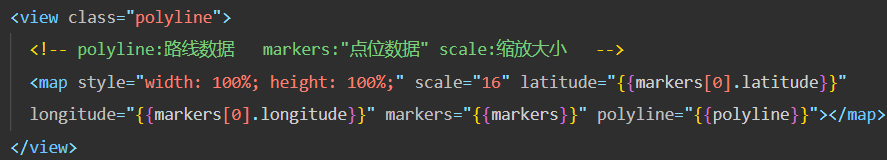 <view class="polyline">
<!-- polyline:路线数据   markers:"点位数据" scale:缩放大小   -->
<map style="width: 100%; height: 100%;" scale="16" latitude="{{markers[0].latitude}}"
longitude="{{markers[0].longitude}}" markers="{{markers}}" polyline="{{polyline}}"></map>
</view>